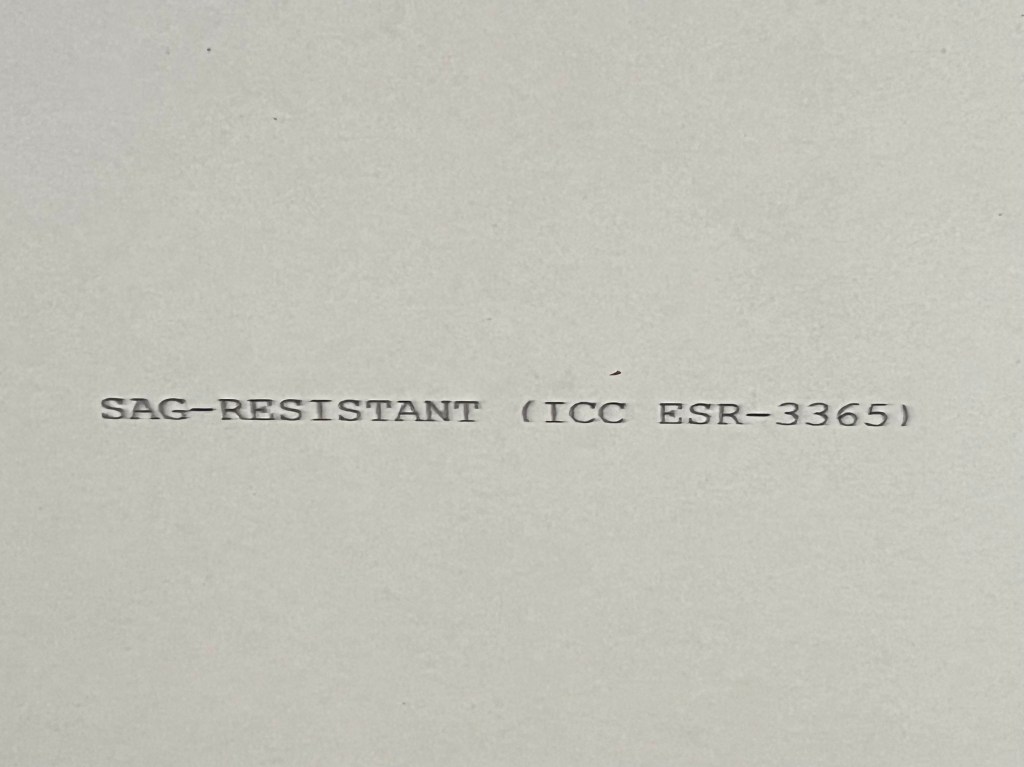 SAG-RESISTANT (ICC ESR-3365)